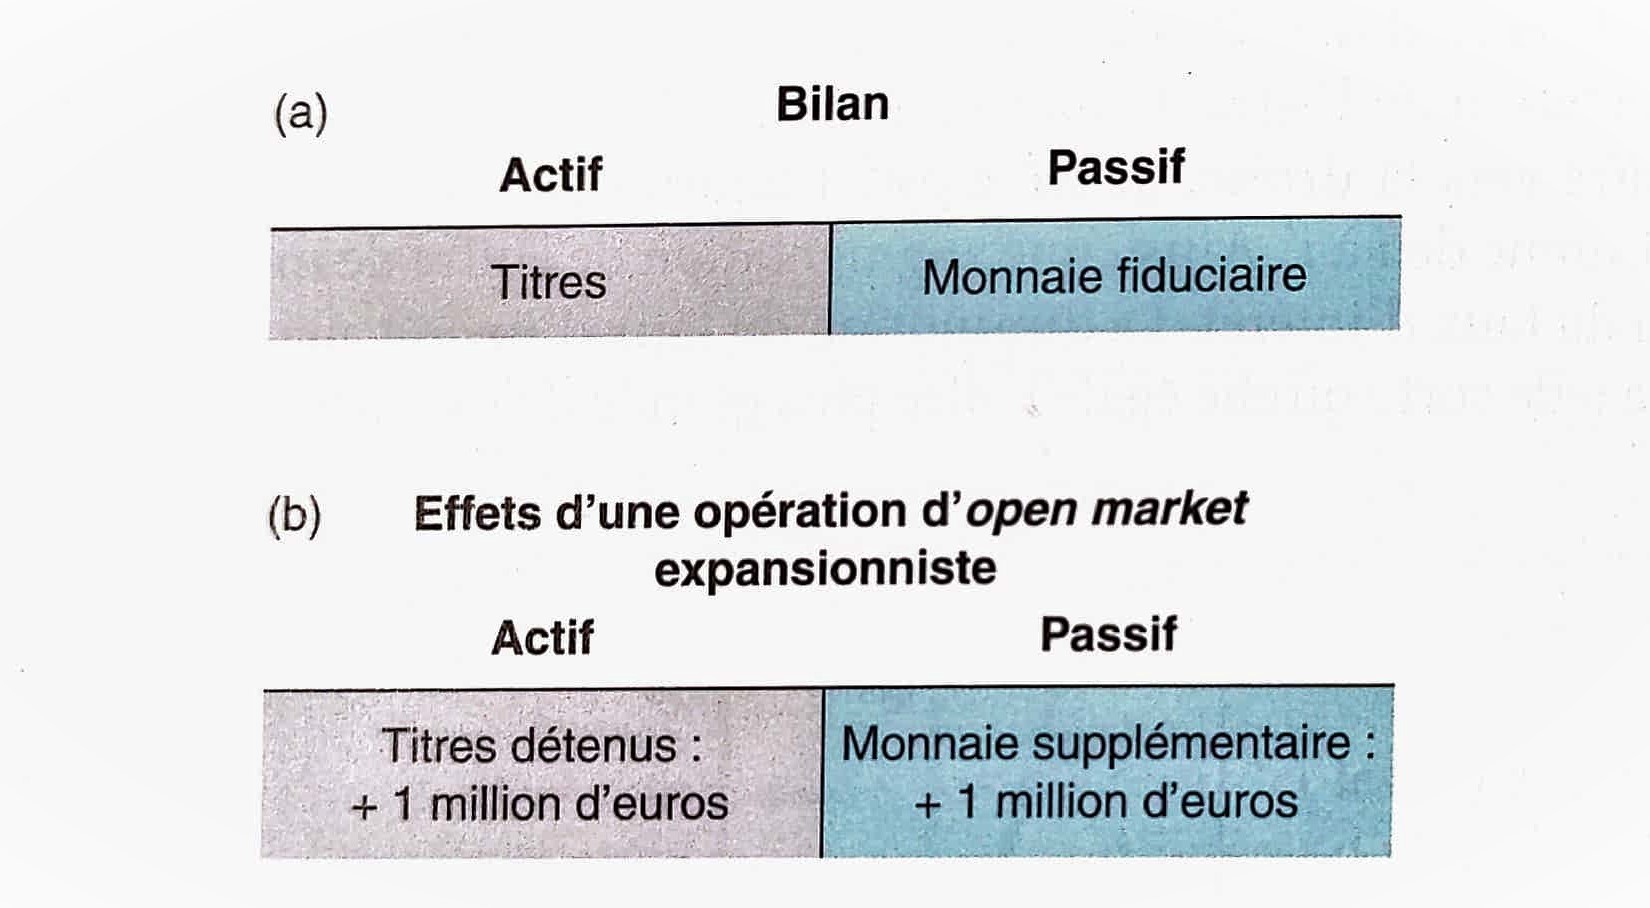 (a) Bilan
Actif Passif
Titres Monnaie fiduciaire
(b) Effets d’une opération d’open market
expansionniste
Actif Passif
Titres détenus : Monnaie supplémentaire :
+ 1 million d’euros + 1 million d’euros